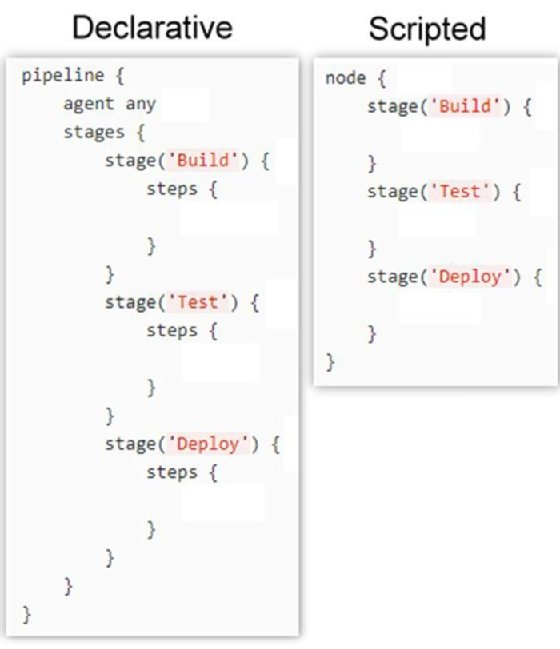 Declarative
pipeline {
    agent any
    stages {
        stage('Build') {
            steps {

            }
        }
        stage('Test') {
            steps {

            }
        }
        stage('Deploy') {
            steps {

            }
        }
    }
}
Scripted
node {
    stage('Build') {

    }
    stage('Test') {

    }
    stage('Deploy') {

    }
}